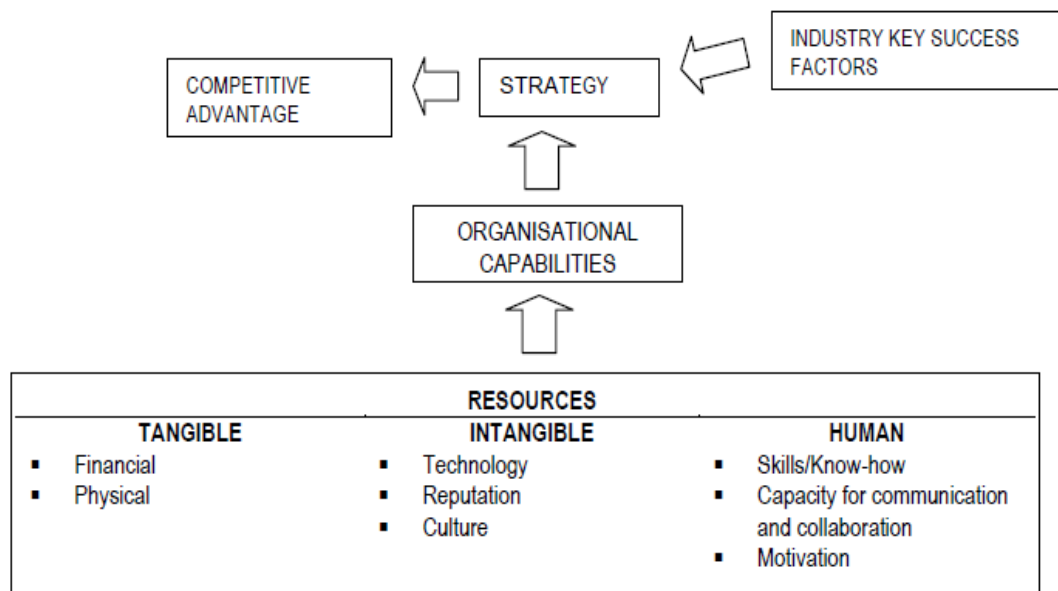 INDUSTRY KEY SUCCESS
FACTORS
COMPETITIVE
ADVANTAGE
STRATEGY
ORGANISATIONAL
CAPABILITIES
RESOURCES
TANGIBLE
▪ Financial
▪ Physical
INTANGIBLE
▪ Technology
▪ Reputation
▪ Culture
HUMAN
▪ Skills/Know-how
▪ Capacity for communication
and collaboration
▪ Motivation